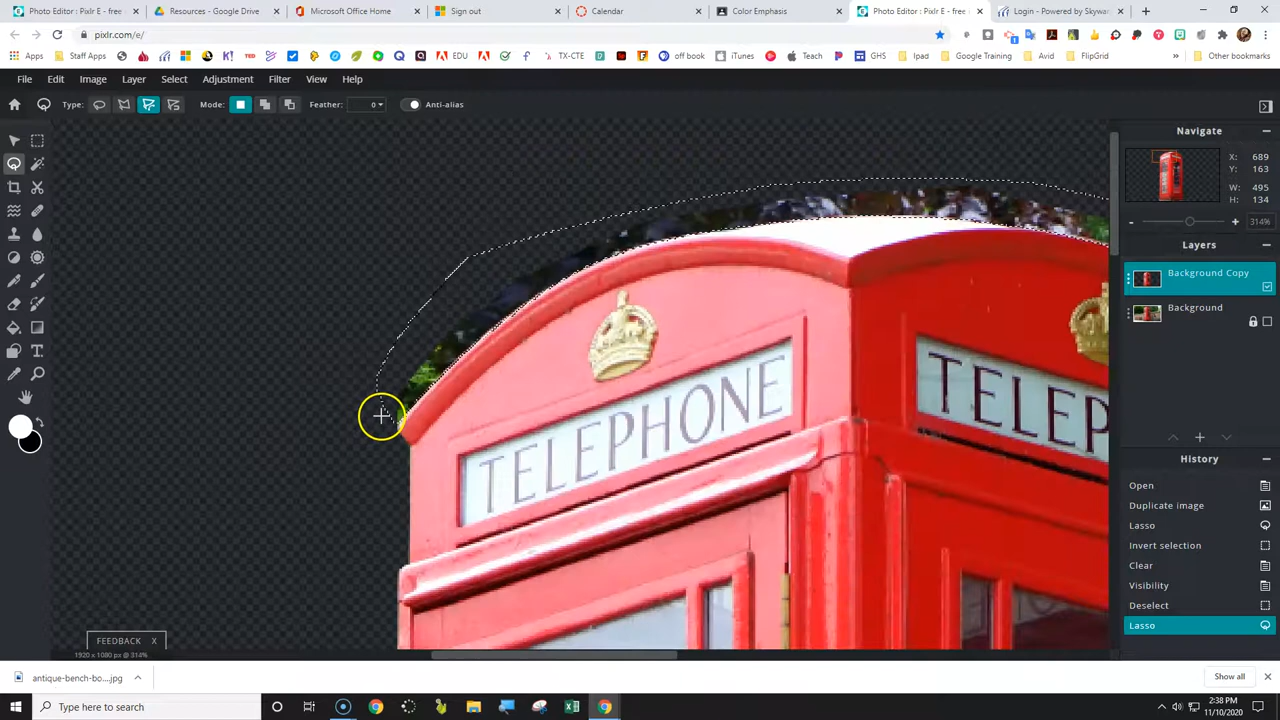 Photo Editor : Pixlr E - free
Resources - Google Drive
Microsoft Office Home
Sign out
Calendar
Color Emphasis
Photo Editor : Pixlr E - free
Login - Powered by Skyward
pixlr.com/e/
Apps
Staff Apps
EDU
TX-CTE
off book
iTunes
Teach
GHS
Ipad
Google Training
Avid
FlipGrid
Other bookmarks
File
Edit
Image
Layer
Select
Adjustment
Filter
View
Help
Type:
Mode:
Feather:
0
Anti-alias
Navigate
X: 689
Y: 163
W: 495
H: 134
314%
Layers
Background Copy
Background
TELEPHONE
TELEP
History
Open
Duplicate image
Lasso
Invert selection
Clear
Visibility
Deselect
Lasso
FEEDBACK X
1920 x 1080 px @ 314%
antique-bench-bo....jpg
Show all
Type here to search
2:38 PM
11/10/2020